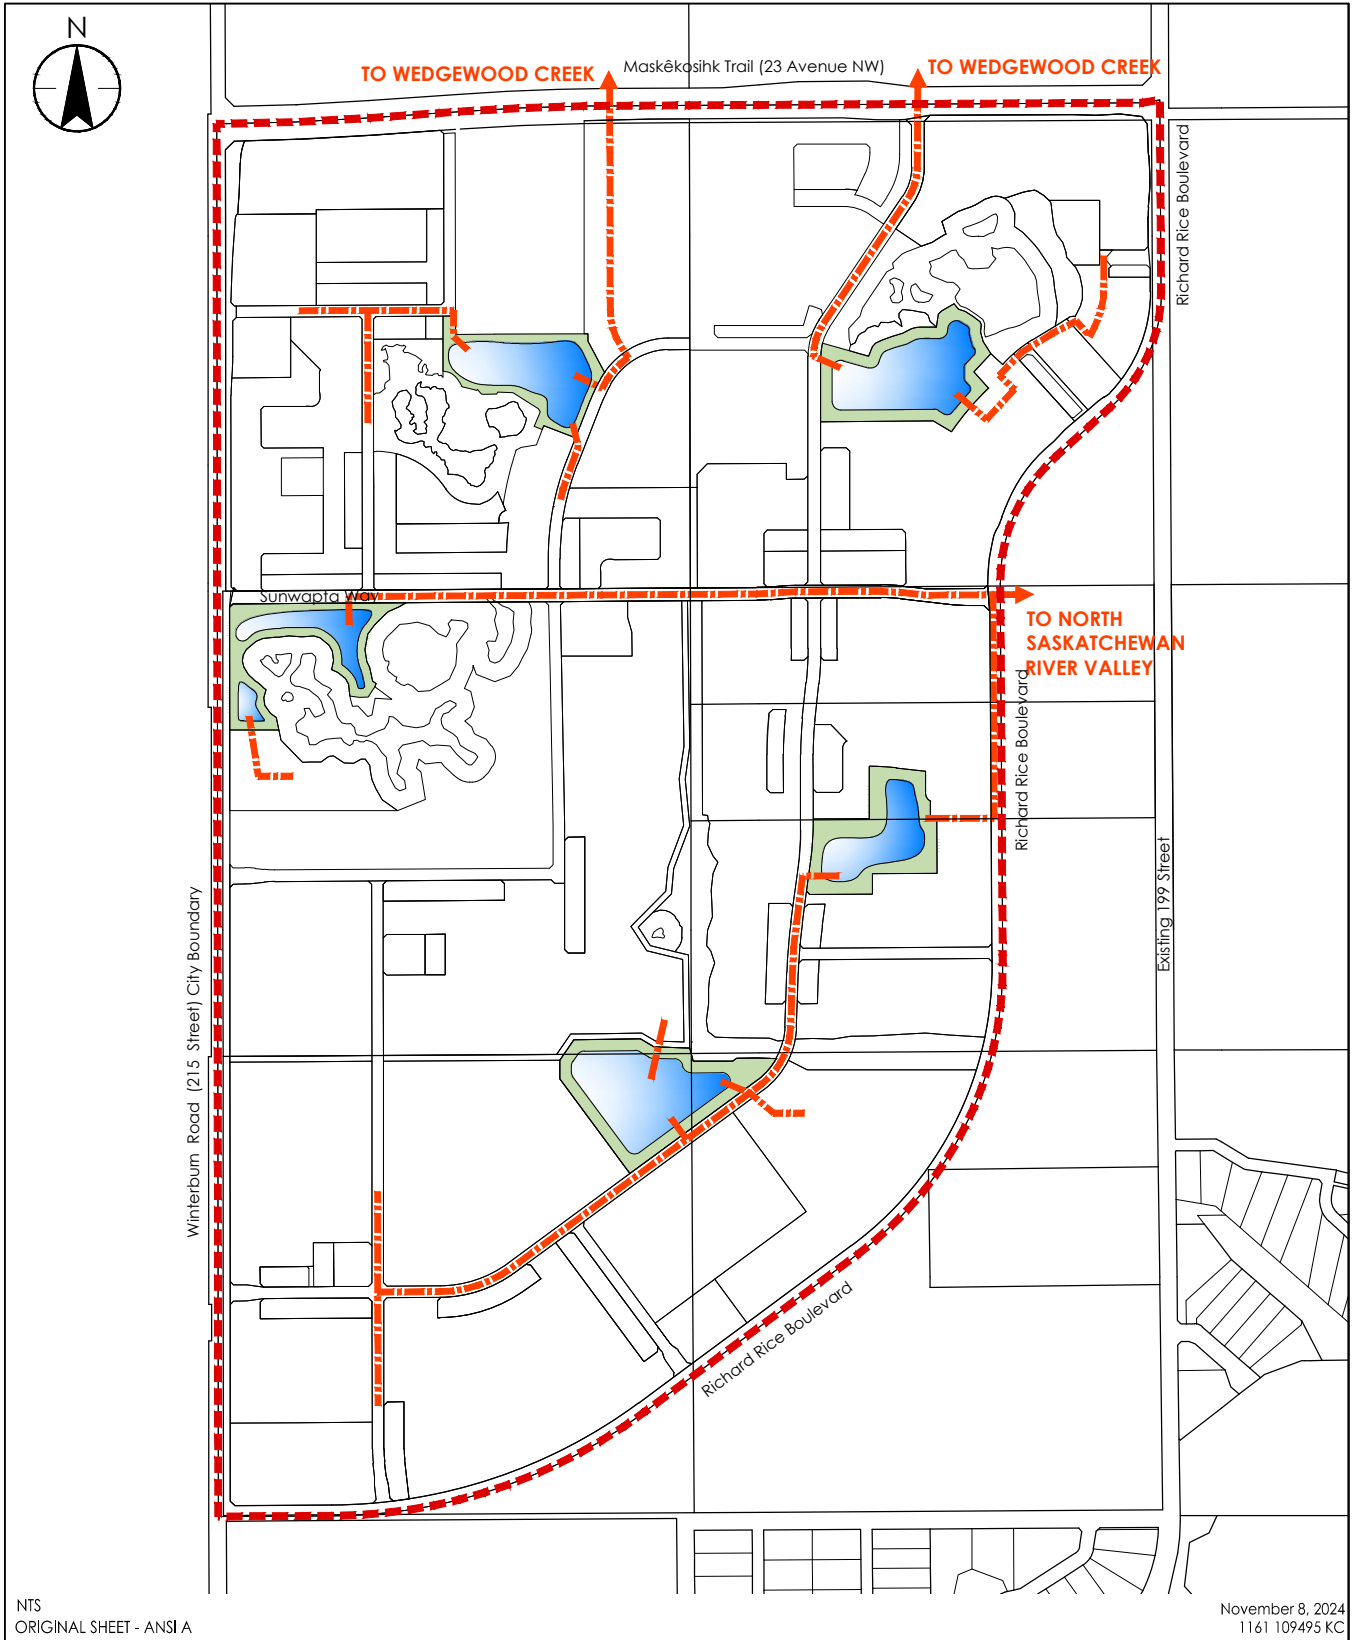 N
TO WEDGEWOOD CREEK
Maskêkosihk Trail (23 Avenue NW)
TO WEDGEWOOD CREEK
Richard Rice Boulevard
Sunwapta Way
TO NORTH
SASKATCHEWAN
RIVER VALLEY
Richard Rice Boulevard
Existing 199 Street
Winterburn Road (215 Street) City Boundary
Richard Rice Boulevard
NTS
ORIGINAL SHEET - ANSI A
November 8, 2024
1161 109495 KC